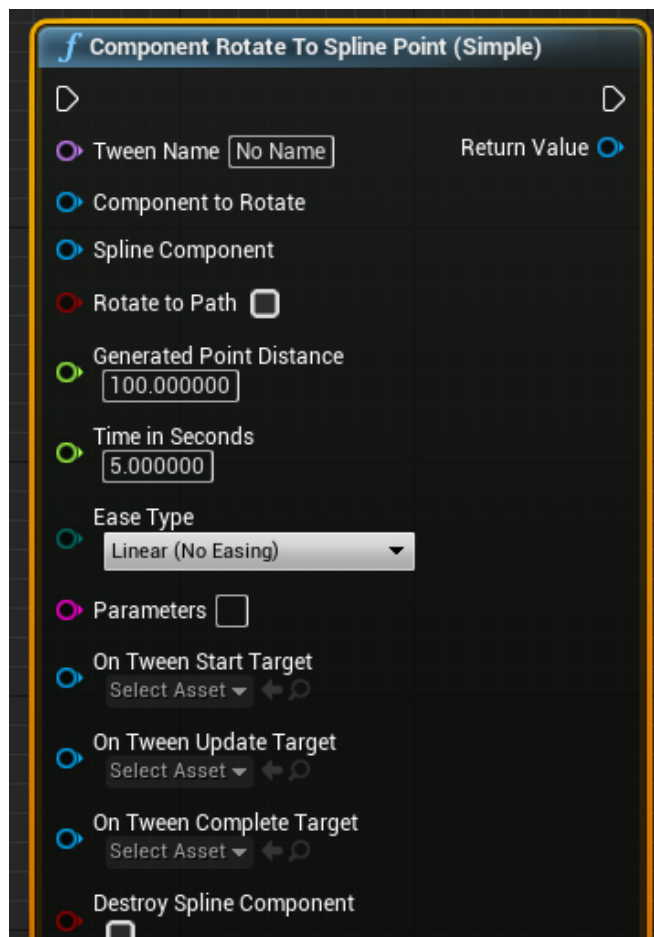 f Component Rotate To Spline Point (Simple)
Tween Name No Name Return Value
Component to Rotate
Spline Component
Rotate to Path
Generated Point Distance
100.000000
Time in Seconds
5.000000
Ease Type
Linear (No Easing)
Parameters
On Tween Start Target
Select Asset
On Tween Update Target
Select Asset
On Tween Complete Target
Select Asset
Destroy Spline Component